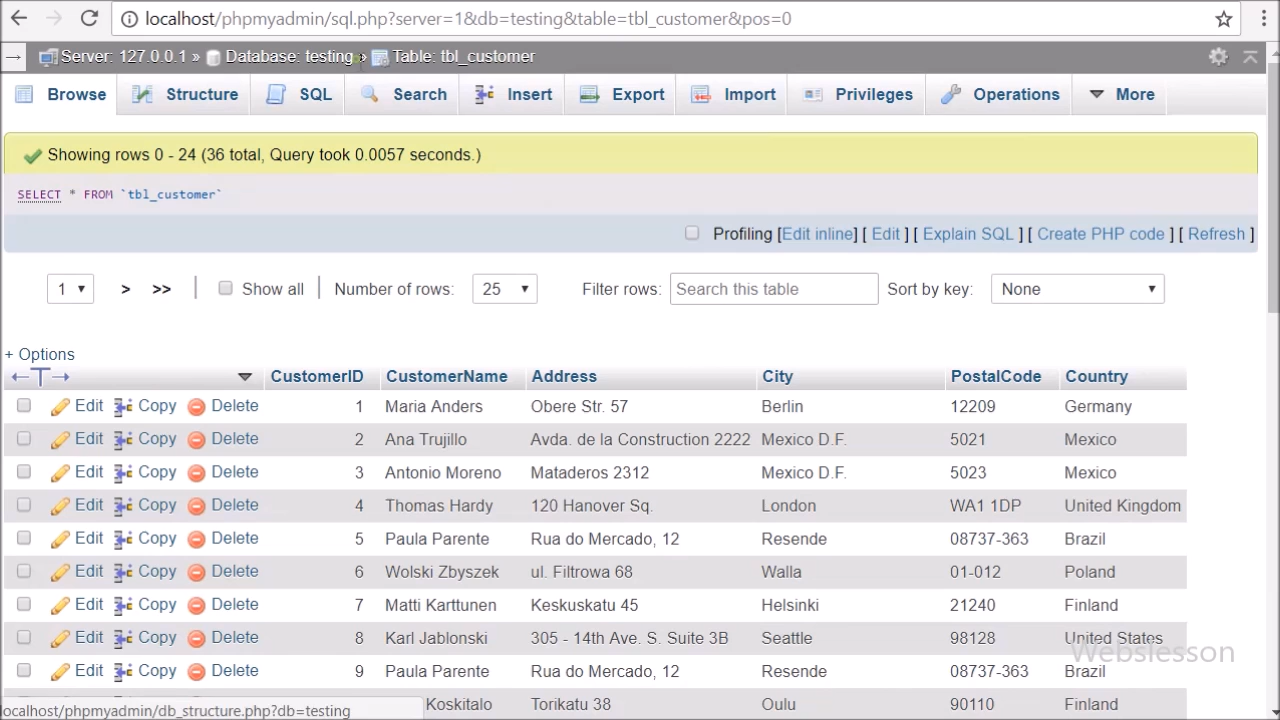 localhost/phpmyadmin/sql.php?server=1&db=testing&table=tbl_customer&pos=0
Server: 127.0.0.1 » Database: testing » Table: tbl_customer
Browse Structure SQL Search Insert Export Import Privileges Operations More
Showing rows 0 - 24 (36 total, Query took 0.0057 seconds.)
SELECT * FROM `tbl_customer`
Profiling [Edit inline] [ Edit ] [ Explain SQL ] [ Create PHP code ] [ Refresh ]
1 > >> Show all Number of rows: 25 Filter rows: Search this table Sort by key: None
+ Options
CustomerID CustomerName Address City PostalCode Country
Edit Copy Delete 1 Maria Anders Obere Str. 57 Berlin 12209 Germany
Edit Copy Delete 2 Ana Trujillo Avda. de la Construction 2222 Mexico D.F. 5021 Mexico
Edit Copy Delete 3 Antonio Moreno Mataderos 2312 Mexico D.F. 5023 Mexico
Edit Copy Delete 4 Thomas Hardy 120 Hanover Sq. London WA1 1DP United Kingdom
Edit Copy Delete 5 Paula Parente Rua do Mercado, 12 Resende 08737-363 Brazil
Edit Copy Delete 6 Wolski Zbyszek ul. Filtrowa 68 Walla 01-012 Poland
Edit Copy Delete 7 Matti Karttunen Keskuskatu 45 Helsinki 21240 Finland
Edit Copy Delete 8 Karl Jablonski 305 - 14th Ave. S. Suite 3B Seattle 98128 United States
Webslesson
Edit Copy Delete 9 Paula Parente Rua do Mercado, 12 Resende 08737-363 Brazil
Koskitalo Torikatu 38 Oulu 90110 Finland
localhost/phpmyadmin/db_structure.php?db=testing